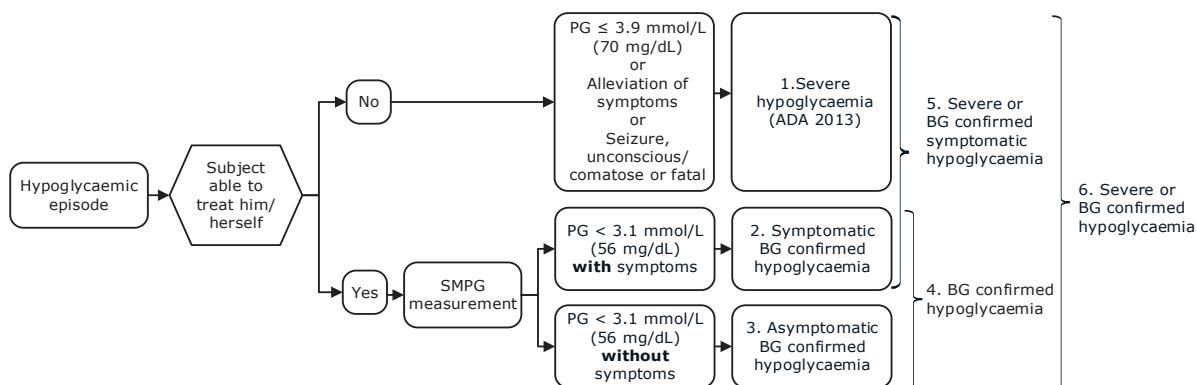 Hypoglycaemic
episode
Subject
able to
treat him/
herself
No
Yes
SMPG
measurement
PG ≤ 3.9 mmol/L
(70 mg/dL)
or
Alleviation of
symptoms
or
Seizure,
unconscious/
comatose or fatal
1.Severe
hypoglycaemia
(ADA 2013)
PG < 3.1 mmol/L
(56 mg/dL)
with symptoms
2. Symptomatic
BG confirmed
hypoglycaemia
PG < 3.1 mmol/L
(56 mg/dL)
without
symptoms
3. Asymptomatic
BG confirmed
hypoglycaemia
5. Severe or
BG confirmed
symptomatic
hypoglycaemia
4. BG confirmed
hypoglycaemia
6. Severe or
BG confirmed
hypoglycaemia